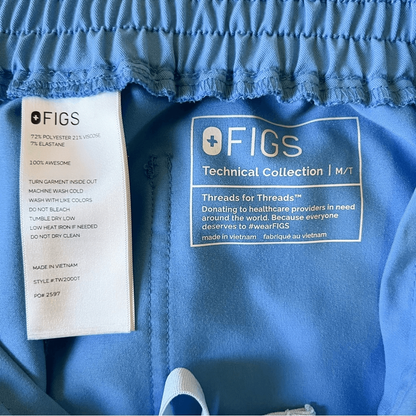 FIGS
72% POLYESTER 21% VISCOSE
7% ELASTANE
100% AWESOME
TURN GARMENT INSIDE OUT
MACHINE WASH COLD
WASH WITH LIKE COLORS
DO NOT BLEACH
TUMBLE DRY LOW
LOW HEAT IRON IF NEEDED
DO NOT DRY CLEAN
MADE IN VIETNAM
STYLE # TW2000T
PO# 2597
FIGS
Technical Collection | M/T
Threads for Threads™
Donating to healthcare providers in need
around the world. Because everyone
deserves to #wearFIGS
made in vietnam fabriqué au vietnam